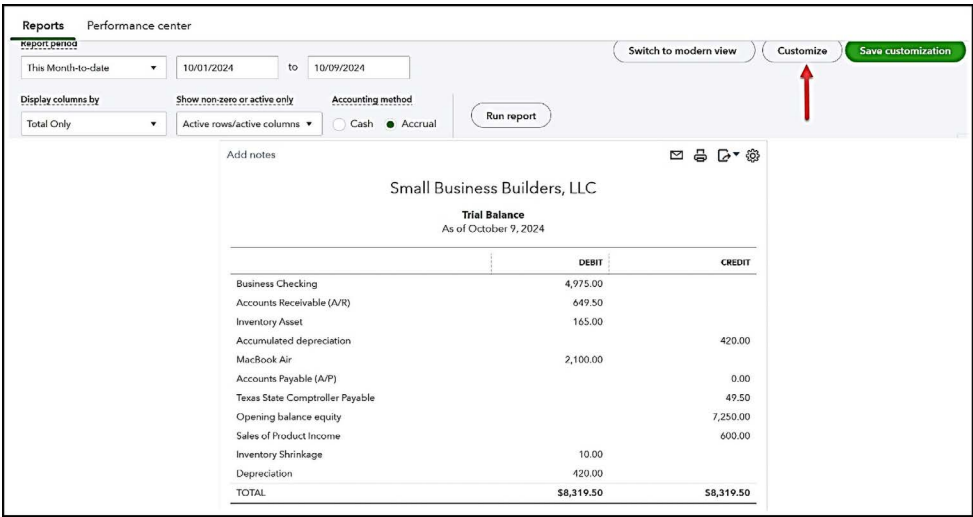 Reports Performance center
Report period
Switch to modern view Customize Save customization
This Month-to-date 10/01/2024 to 10/09/2024
Display columns by Show non-zero or active only Accounting method
Total Only Active rows/active columns Cash Accrual Run report
Add notes
Small Business Builders, LLC
Trial Balance
As of October 9, 2024
DEBIT CREDIT
Business Checking 4,975.00
Accounts Receivable (A/R) 649.50
Inventory Asset 165.00
Accumulated depreciation 420.00
MacBook Air 2,100.00
Accounts Payable (A/P) 0.00
Texas State Comptroller Payable 49.50
Opening balance equity 7,250.00
Sales of Product Income 600.00
Inventory Shrinkage 10.00
Depreciation 420.00
TOTAL $8,319.50 $8,319.50